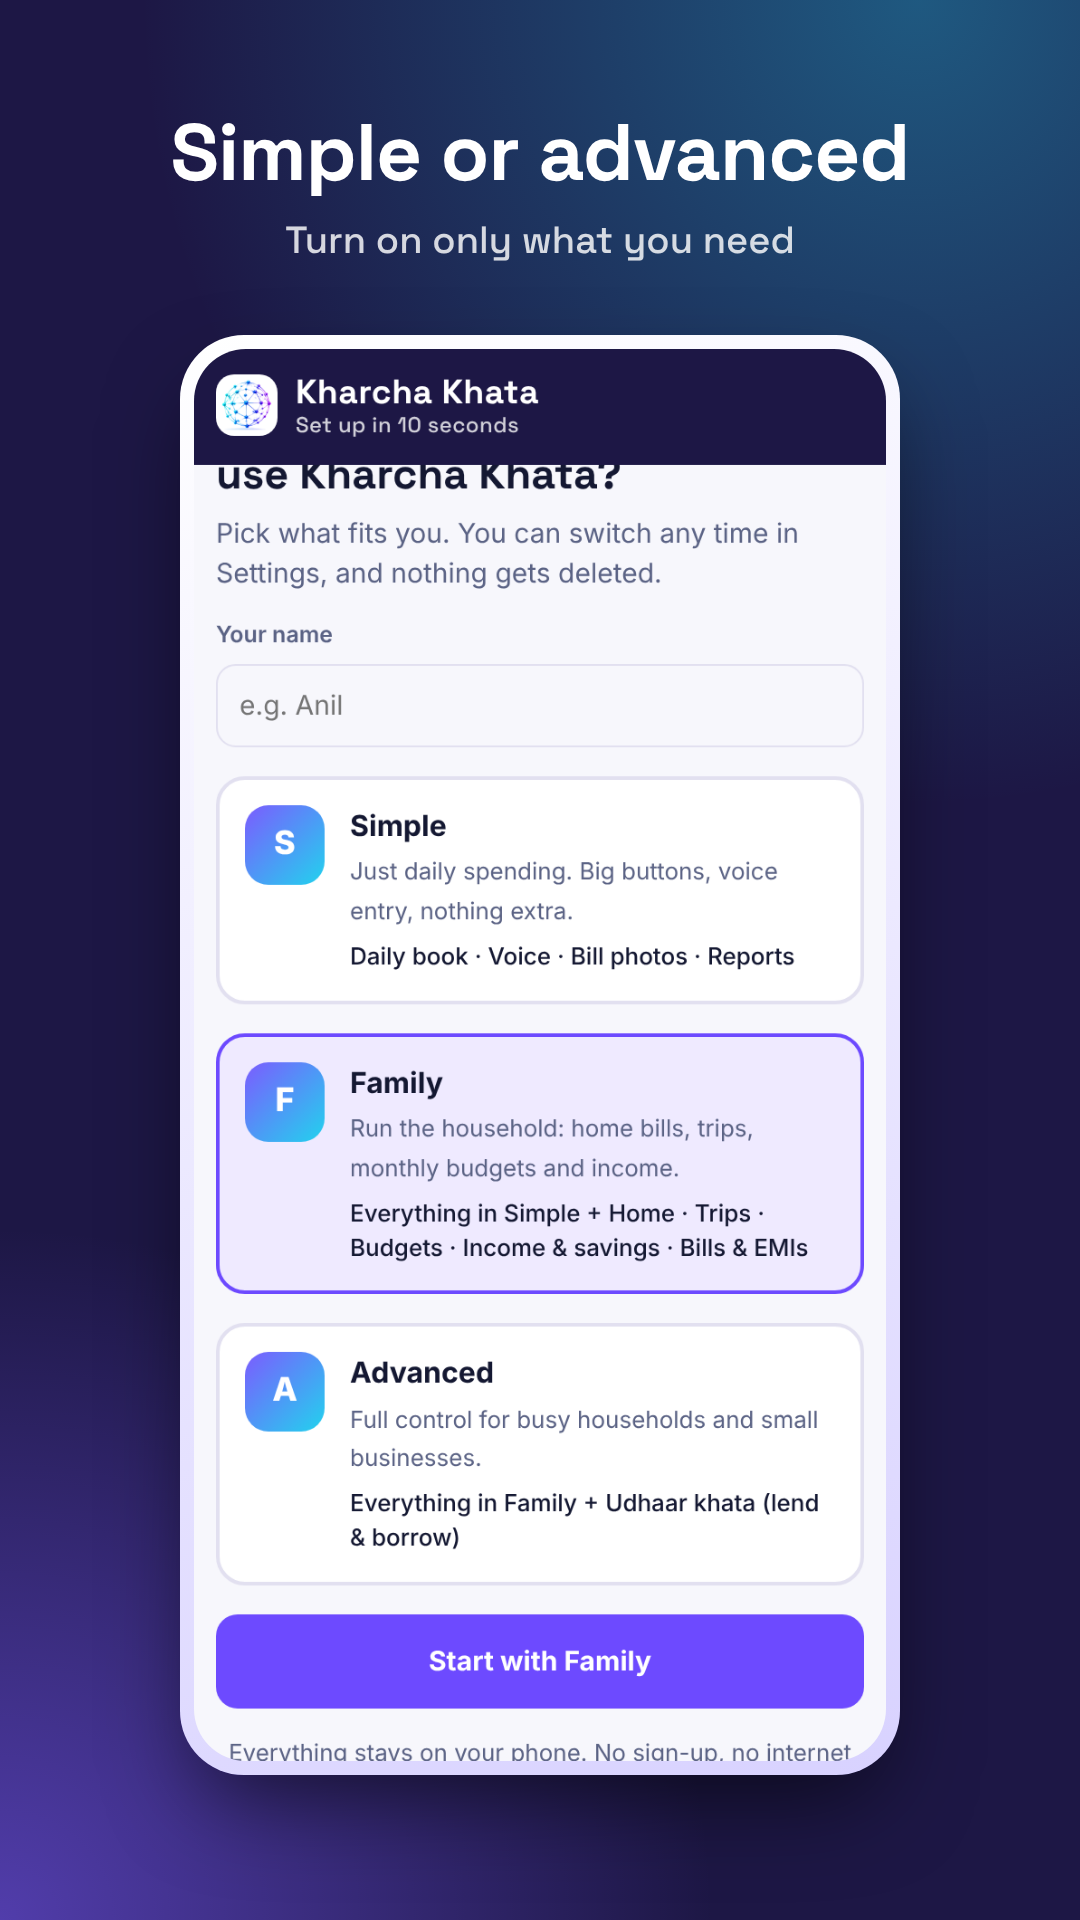 Simple or advanced
Turn on only what you need
Kharcha Khata
Set up in 10 seconds
use Kharcha Khata?
Pick what fits you. You can switch any time in
Settings, and nothing gets deleted.
Your name
e.g. Anil
S
Simple
Just daily spending. Big buttons, voice
entry, nothing extra.
Daily book · Voice · Bill photos · Reports
F
Family
Run the household: home bills, trips,
monthly budgets and income.
Everything in Simple + Home · Trips ·
Budgets · Income & savings · Bills & EMIs
A
Advanced
Full control for busy households and small
businesses.
Everything in Family + Udhaar khata (lend
& borrow)
Start with Family
Everything stays on your phone. No sign-up, no internet